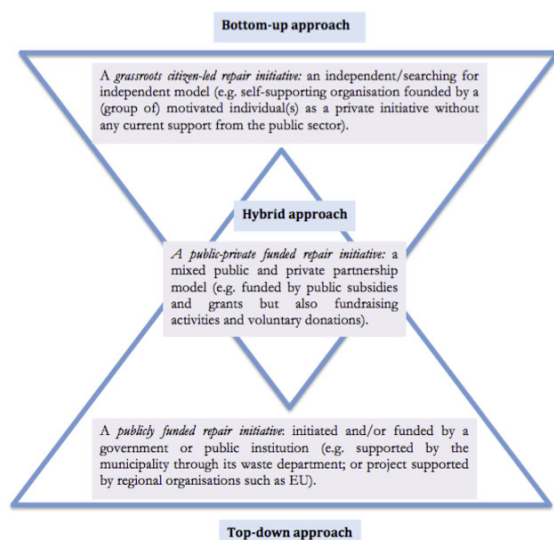 Bottom-up approach
A grassroots citizen-led repair initiative: an independent/searching for
independent model (e.g. self-supporting organisation founded by a
(group of) motivated individual(s) as a private initiative without
any current support from the public sector).
Hybrid approach
A public-private funded repair initiative: a
mixed public and private partnership
model (e.g. funded by public subsidies
and grants but also fundraising
activities and voluntary donations).
A publicly funded repair initiative: initiated and/or funded by a
government or public institution (e.g. supported by the
municipality through its waste department; or project supported
by regional organisations such as EU).
Top-down approach